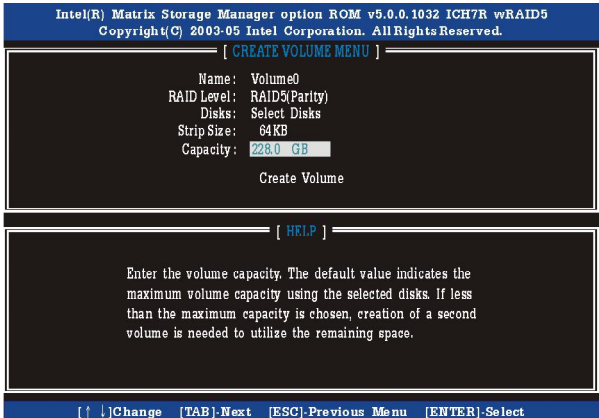 Intel(R) Matrix Storage Manager option ROM v5.0.0.1032 ICH7R wRAID5
Copyright(C) 2003-05 Intel Corporation. All Rights Reserved.
[ CREATE VOLUME MENU ]
Name: Volume0
RAID Level: RAID5(Parity)
Disks: Select Disks
Strip Size: 64KB
Capacity: 228.0 GB
Create Volume
[ HELP ]
Enter the volume capacity. The default value indicates the
maximum volume capacity using the selected disks. If less
than the maximum capacity is chosen, creation of a second
volume is needed to utilize the remaining space.
[↑ ↓]Change [TAB]-Next [ESC]-Previous Menu [ENTER]-Select